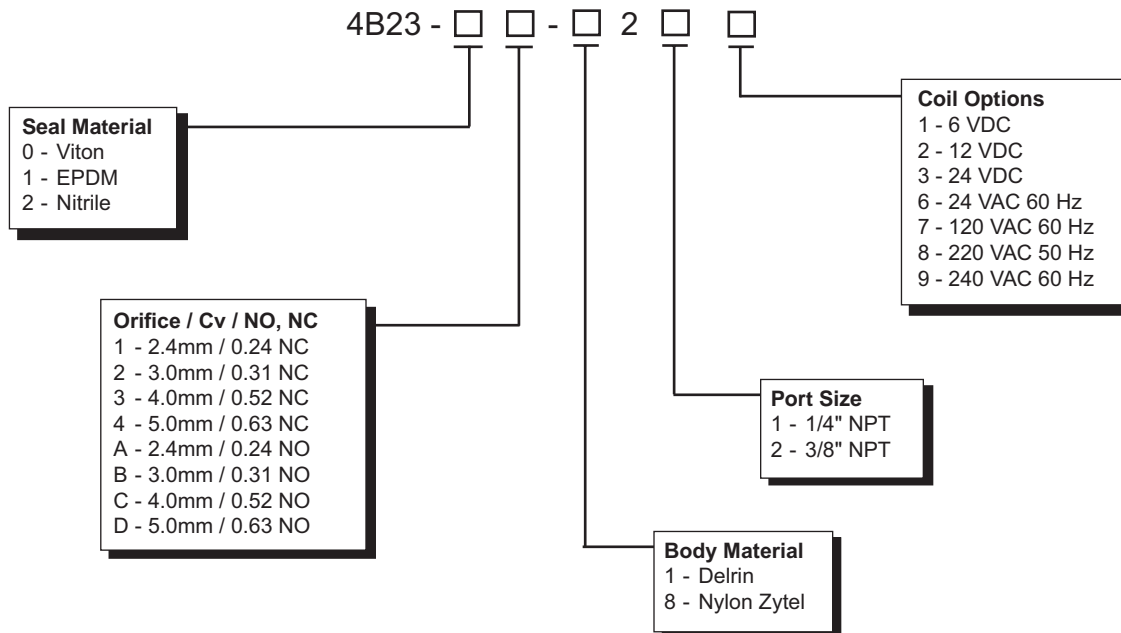 4B23 - □ □ - □ 2 □ □
Seal Material
0 - Viton
1 - EPDM
2 - Nitrile
Orifice / Cv / NO, NC
1 - 2.4mm / 0.24 NC
2 - 3.0mm / 0.31 NC
3 - 4.0mm / 0.52 NC
4 - 5.0mm / 0.63 NC
A - 2.4mm / 0.24 NO
B - 3.0mm / 0.31 NO
C - 4.0mm / 0.52 NO
D - 5.0mm / 0.63 NO
Body Material
1 - Delrin
8 - Nylon Zytel
Port Size
1 - 1/4" NPT
2 - 3/8" NPT
Coil Options
1 - 6 VDC
2 - 12 VDC
3 - 24 VDC
6 - 24 VAC 60 Hz
7 - 120 VAC 60 Hz
8 - 220 VAC 50 Hz
9 - 240 VAC 60 Hz